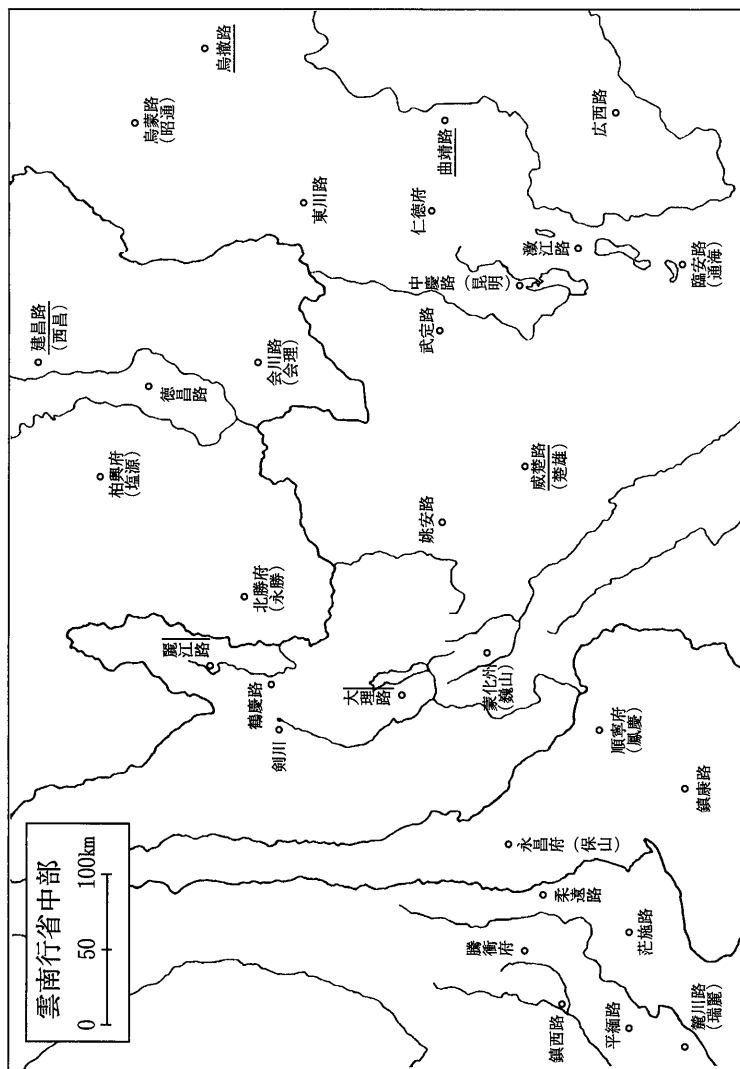 雲南行省中部
0 50 100km
烏撒路
烏蒙路
(昭通)
東川路
曲靖路
仁徳府
広西路
澂江路
臨安路
(通海)
中慶路
(昆明)
武定路
建昌路
(西昌)
徳昌路
会川路
(会理)
柏興府
(塩源)
威楚路
(楚雄)
姚安路
北勝府
(永勝)
麗江路
鶴慶路
剣川
大理路
蒙化州
(巍山)
順寧府
(鳳慶)
鎮康路
永昌府
(保山)
柔遠路
騰衝府
茫施路
鎮西路
平緬路
麓川路
(瑞麗)